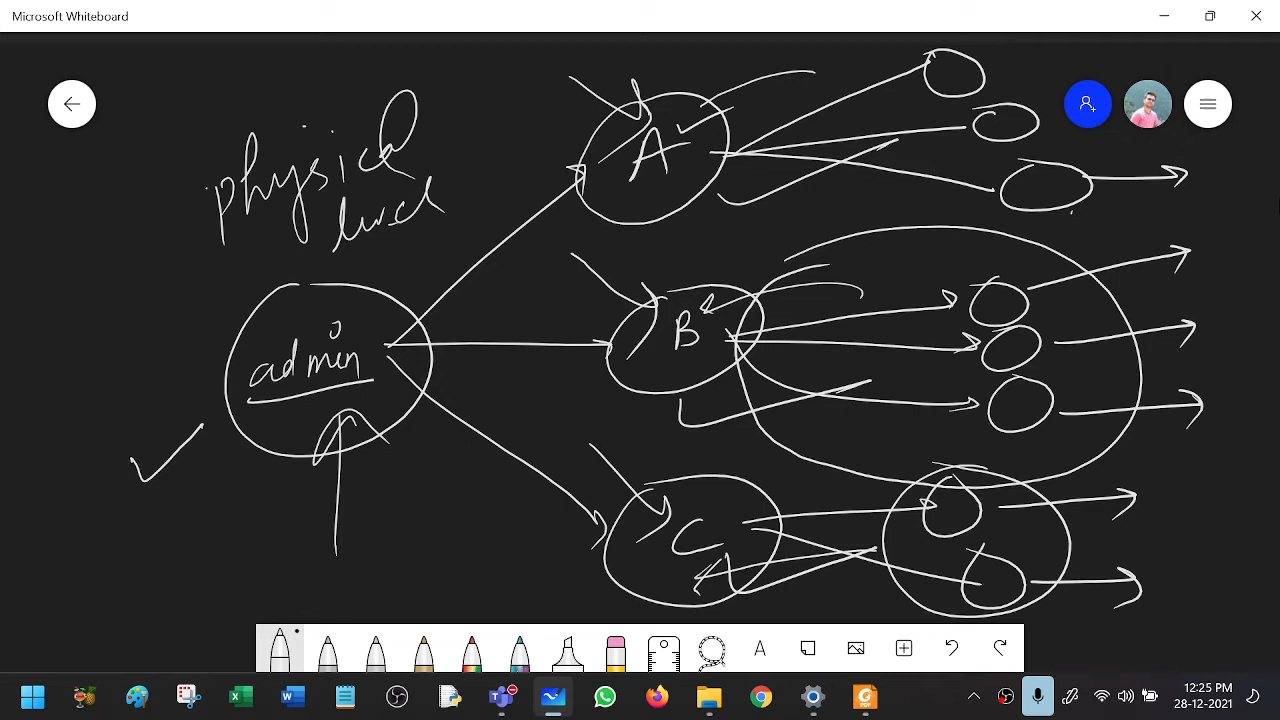 Microsoft Whiteboard
physical
level
A
admin
B
C
A
12:25 PM
28-12-2021